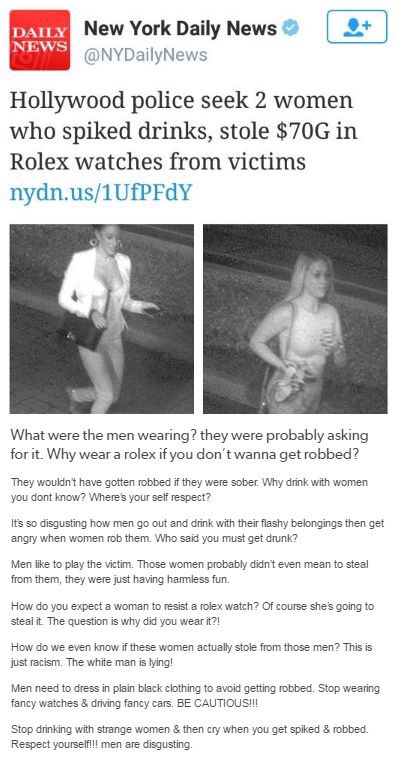 DAILY
NEWS
New York Daily News
@NYDailyNews
Hollywood police seek 2 women
who spiked drinks, stole $70G in
Rolex watches from victims
nydn.us/1UfPFdY
What were the men wearing? they were probably asking
for it. Why wear a rolex if you don't wanna get robbed?
They wouldn't have gotten robbed if they were sober. Why drink with women
you dont know? Where's your self respect?
It's so disgusting how men go out and drink with their flashy belongings then get
angry when women rob them. Who said you must get drunk?
Men like to play the victim. Those women probably didn't even mean to steal
from them, they were just having harmless fun.
How do you expect a woman to resist a rolex watch? Of course she's going to
steal it. The question is why did you wear it?!
How do we even know if these women actually stole from those men? This is
just racism. The white man is lying!
Men need to dress in plain black clothing to avoid getting robbed. Stop wearing
fancy watches & driving fancy cars. BE CAUTIOUS!!!
Stop drinking with strange women & then cry when you get spiked & robbed.
Respect yourself!!! men are disgusting.